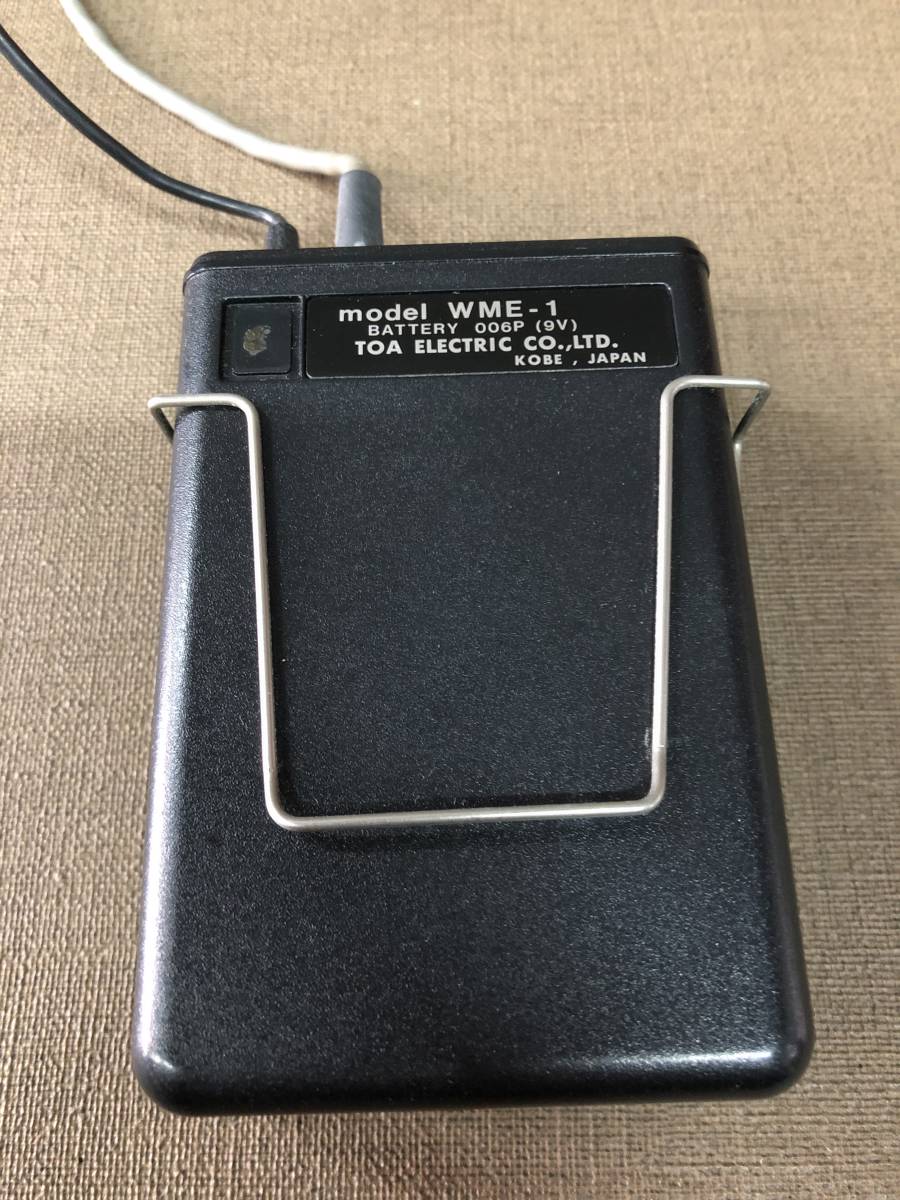 model WME-1
BATTERY 006P (9V)
TOA ELECTRIC CO.,LTD.
KOBE , JAPAN